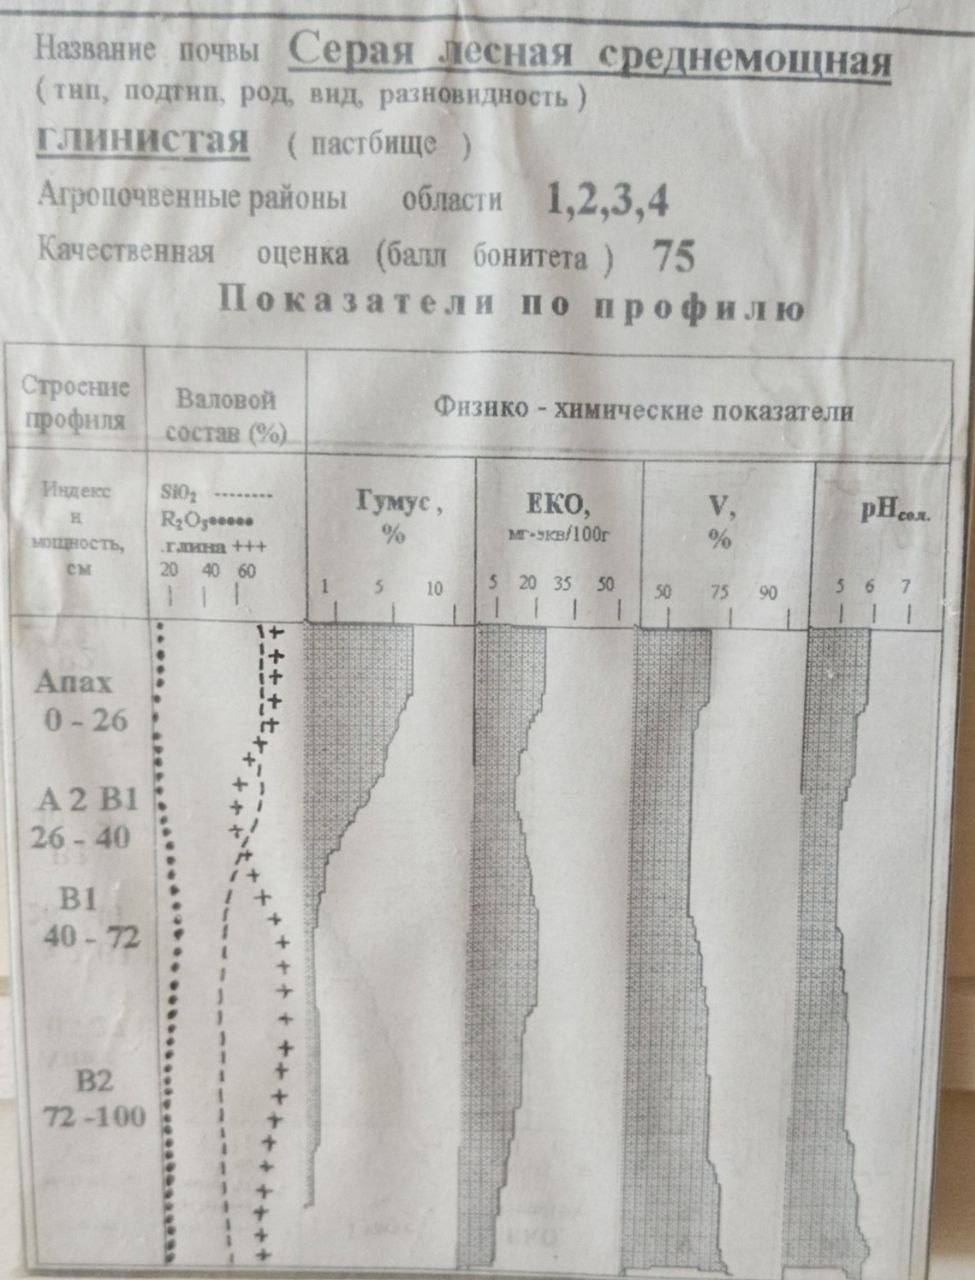 Название почвы Серая лесная среднемощная
( тип, подтип, род, вид, разновидность )
глинистая ( пастбище )
Агропочвенные районы области 1,2,3,4
Качественная оценка (балл бонитета ) 75
Показатели по профилю
Строение
профиля
Валовой
состав (%)
Физико - химические показатели
Индекс
и
мощность,
см
SiO₂ --------
R₂O₃•••••
.глина +++
20 40 60
Гумус,
%
1 5 10
ЕКО,
мг-экв/100г
5 20 35 50
V,
%
50 75 90
pHсол.
5 6 7
Апах
0 - 26
А 2 В1
26 - 40
В1
40 - 72
В2
72 -100